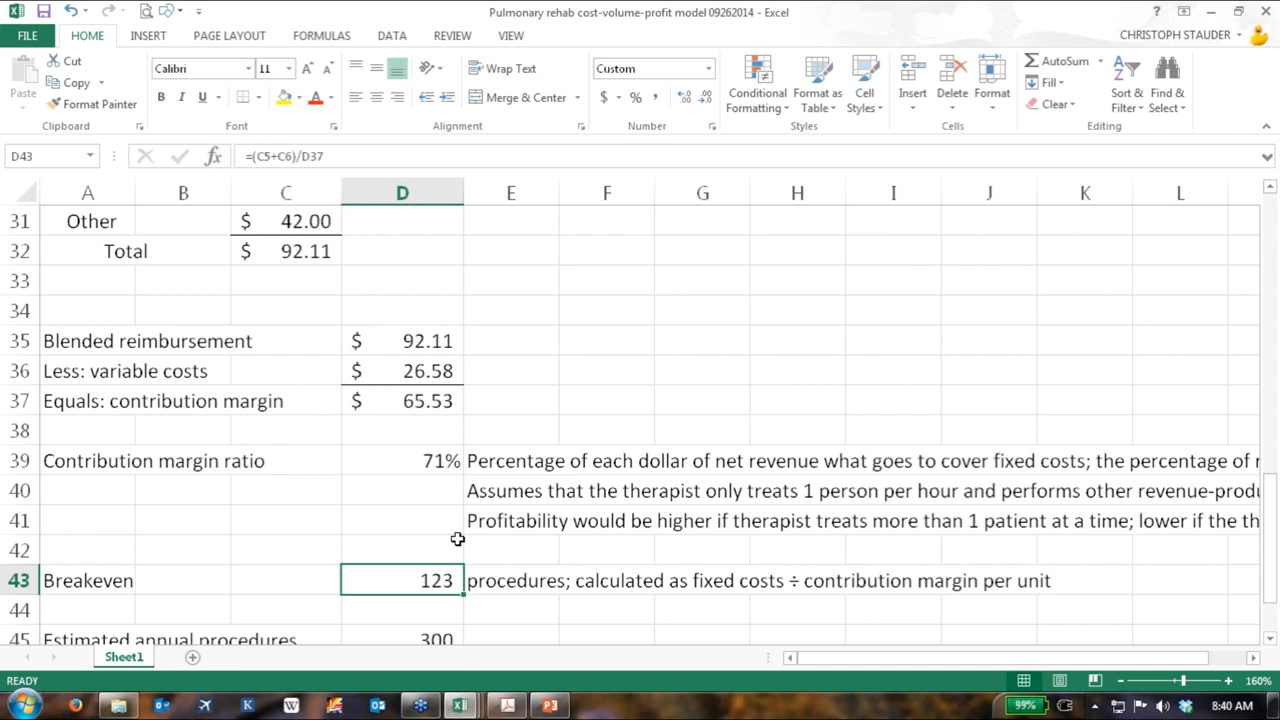 Pulmonary rehab cost-volume-profit model 09262014 - Excel
FILE HOME INSERT PAGE LAYOUT FORMULAS DATA REVIEW VIEW CHRISTOPH STAUDER
Paste
Cut
Copy
Format Painter
Clipboard
Calibri 11
B I U
Font
Wrap Text
Merge & Center
Alignment
Custom
$ % ,
Number
Conditional Formatting
Format as Table
Cell Styles
Styles
Insert Delete Format
Cells
AutoSum
Fill
Clear
Sort & Filter
Find & Select
Editing
D43 fx =(C5+C6)/D37
A B C D E F G H I J K L
31 Other $ 42.00
32 Total $ 92.11
33
34
35 Blended reimbursement $ 92.11
36 Less: variable costs $ 26.58
37 Equals: contribution margin $ 65.53
38
39 Contribution margin ratio 71% Percentage of each dollar of net revenue what goes to cover fixed costs; the percentage of
40 Assumes that the therapist only treats 1 person per hour and performs other
41 Profitability would be higher if therapist treats more than 1 patient at a time; lower if the
42
43 Breakeven 123 procedures; calculated as fixed costs ÷ contribution margin per unit
44
45 Estimated annual procedures 300
Sheet1
READY 160%
99% 8:40 AM